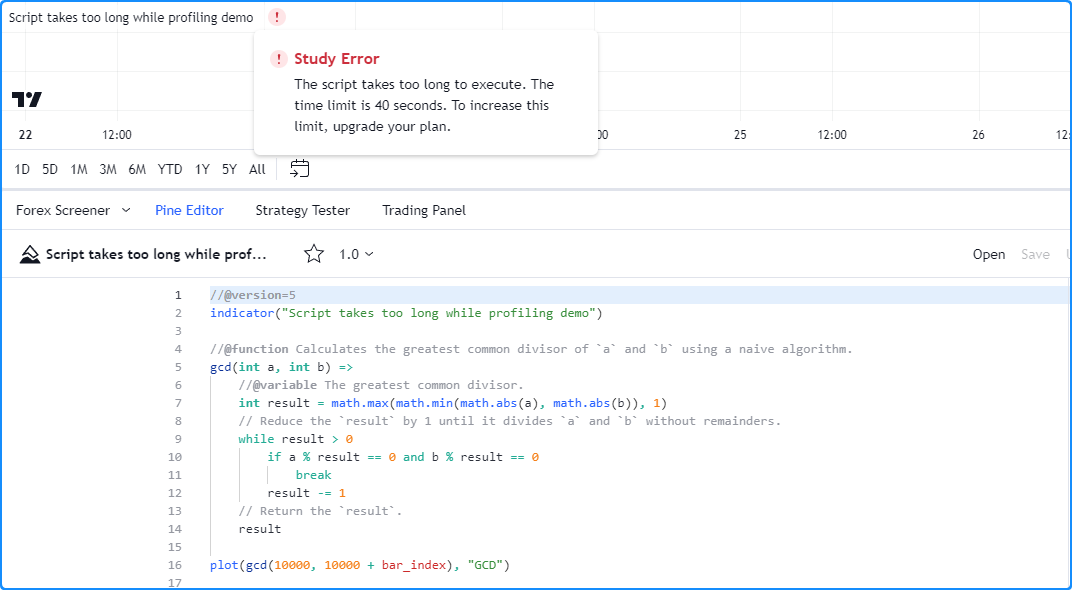 Script takes too long while profiling demo !
! Study Error
The script takes too long to execute. The
time limit is 40 seconds. To increase this
limit, upgrade your plan.
22 12:00 :00 25 12:00 26 12:
1D 5D 1M 3M 6M YTD 1Y 5Y All
Forex Screener Pine Editor Strategy Tester Trading Panel
Script takes too long while prof... 1.0 Open Save
1 //@version=5
2 indicator("Script takes too long while profiling demo")
3
4 //@function Calculates the greatest common divisor of `a` and `b` using a naive algorithm.
5 gcd(int a, int b) =>
6 //@variable The greatest common divisor.
7 int result = math.max(math.min(math.abs(a), math.abs(b)), 1)
8 // Reduce the `result` by 1 until it divides `a` and `b` without remainders.
9 while result > 0
10 if a % result == 0 and b % result == 0
11 break
12 result -= 1
13 // Return the `result`.
14 result
15
16 plot(gcd(10000, 10000 + bar_index), "GCD")
17